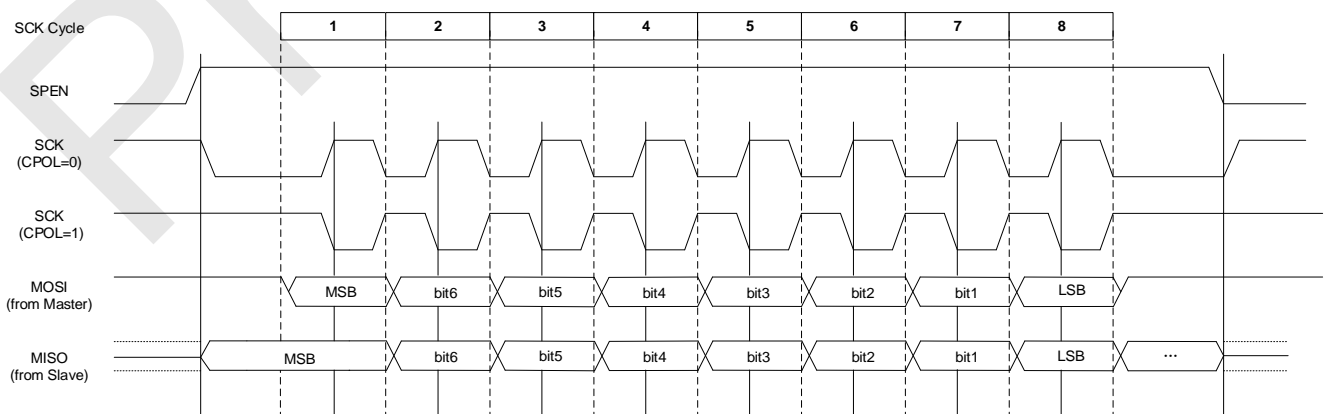 SCK Cycle 1 2 3 4 5 6 7 8
SPEN
SCK
(CPOL=0)
SCK
(CPOL=1)
MOSI
(from Master)
MSB bit6 bit5 bit4 bit3 bit2 bit1 LSB
MISO
(from Slave)
MSB bit6 bit5 bit4 bit3 bit2 bit1 LSB ...